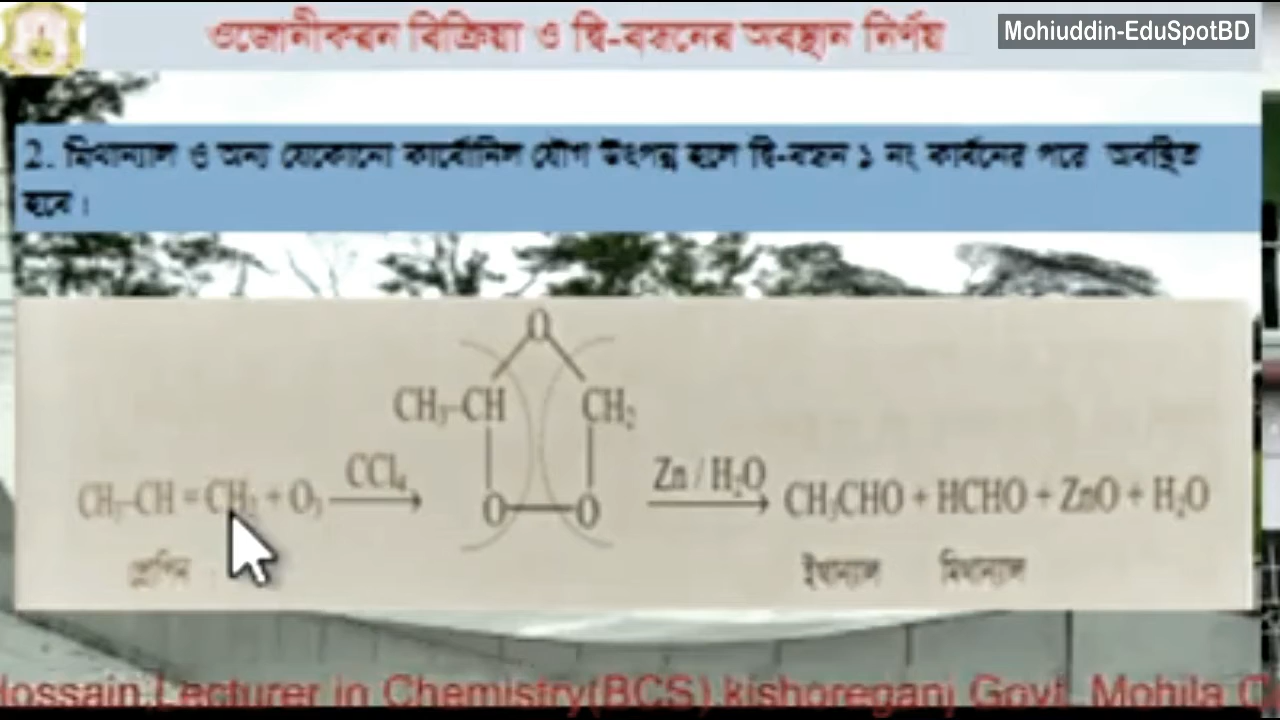 ওজোনীকরন বিক্রিয়া ও দ্বি-বন্ধনের অবস্থান নির্ণয়
Mohiuddin-EduSpotBD
2. মিথান্যাল ও অন্য যেকোনো কার্বোনিল যৌগ উৎপন্ন হলে দ্বি-বন্ধন ১ নং কার্বনের পরে অবস্থিত
হবে।
O
CH₃-CH CH₂
CH₃-CH = CH₂ + O₃ CCl₄ O O Zn / H₂O CH₃CHO + HCHO + ZnO + H₂O
প্রোপিন ইথান্যাল মিথান্যাল
Hossain,Lecturer in Chemistry(BCS),kishoreganj Govt. Mohila C